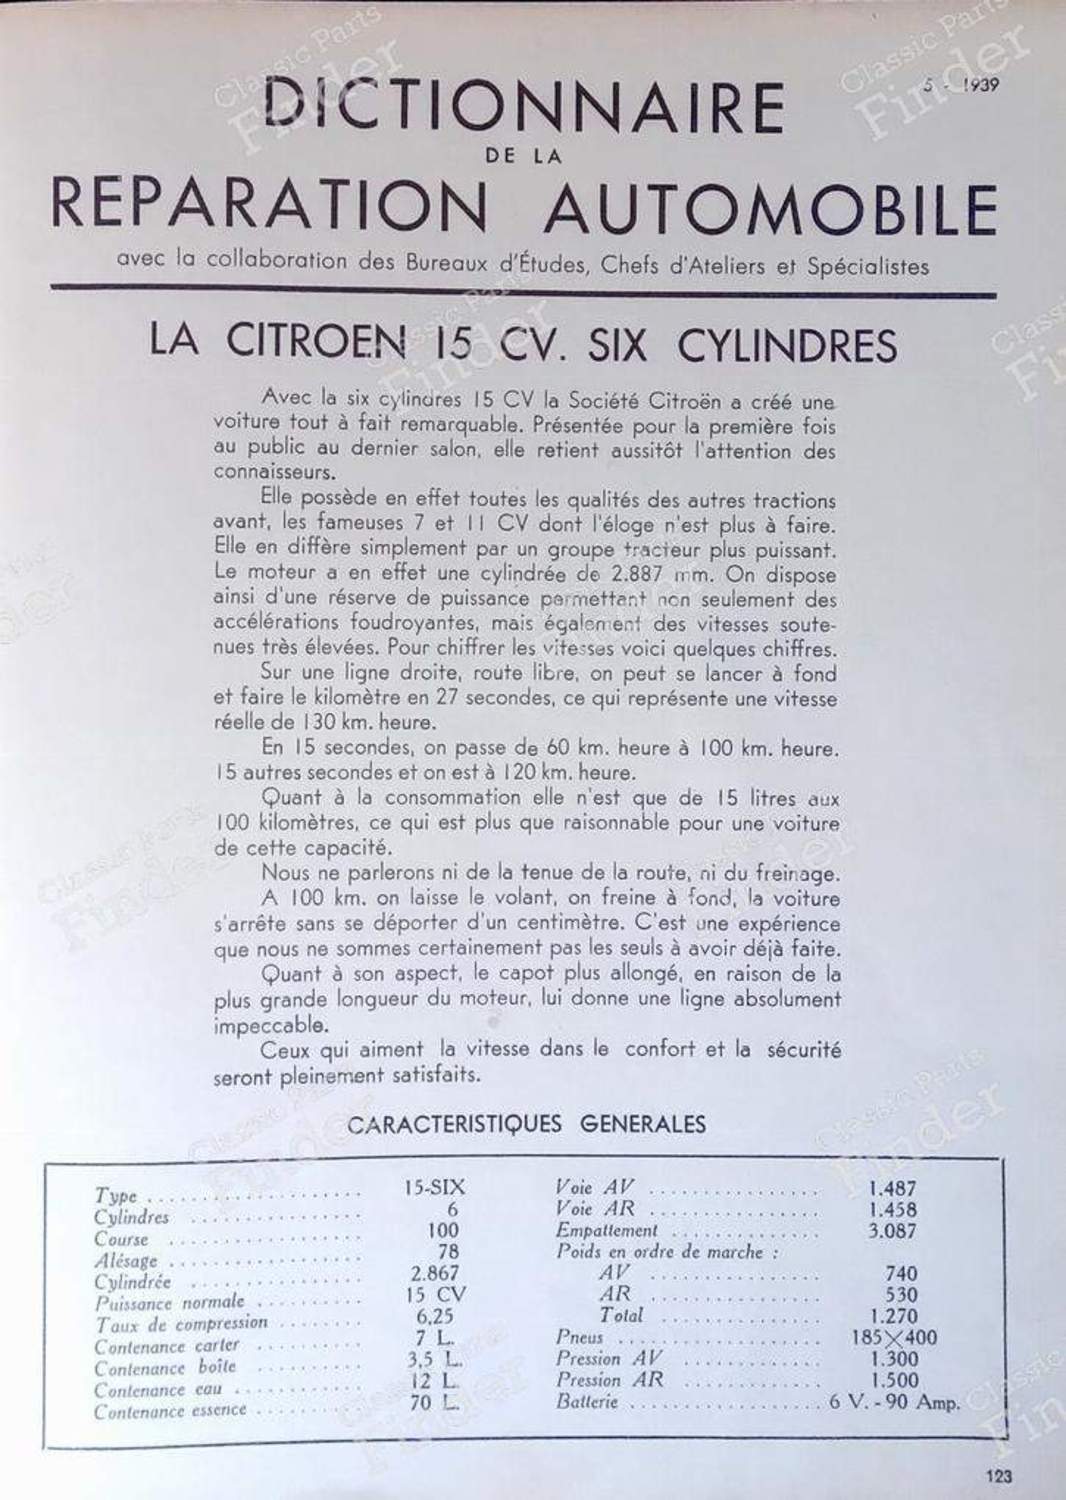 5 - 1939
DICTIONNAIRE
DE LA
REPARATION AUTOMOBILE
avec la collaboration des Bureaux d'Études, Chefs d'Ateliers et Spécialistes
LA CITROEN 15 CV. SIX CYLINDRES
Avec la six cylindres 15 CV la Société Citroën a créé une
voiture tout à fait remarquable. Présentée pour la première fois
au public au dernier salon, elle retient aussitôt l'attention des
connaisseurs.
Elle possède en effet toutes les qualités des autres tractions
avant, les fameuses 7 et 11 CV dont l'éloge n'est plus à faire.
Elle en diffère simplement par un groupe tracteur plus puissant.
Le moteur a en effet une cylindrée de 2.887 mm. On dispose
ainsi d'une réserve de puissance permettant non seulement des
accélérations foudroyantes, mais également des vitesses soute-
nues très élevées. Pour chiffrer les vitesses voici quelques chiffres.
Sur une ligne droite, route libre, on peut se lancer à fond
et faire le kilomètre en 27 secondes, ce qui représente une vitesse
réelle de 130 km. heure.
En 15 secondes, on passe de 60 km. heure à 100 km. heure.
15 autres secondes et on est à 120 km. heure.
Quant à la consommation elle n'est que de 15 litres aux
100 kilomètres, ce qui est plus que raisonnable pour une voiture
de cette capacité.
Nous ne parlerons ni de la tenue de la route, ni du freinage.
A 100 km. on laisse le volant, on freine à fond, la voiture
s'arrête sans se déporter d'un centimètre. C'est une expérience
que nous ne sommes certainement pas les seuls à avoir déjà faite.
Quant à son aspect, le capot plus allongé, en raison de la
plus grande longueur du moteur, lui donne une ligne absolument
impeccable.
Ceux qui aiment la vitesse dans le confort et la sécurité
seront pleinement satisfaits.
CARACTERISTIQUES GENERALES
Type .................... 15-SIX
Cylindres ................ 6
Course .................. 100
Alésage .................. 78
Cylindrée ................ 2.867
Puissance normale .......... 15 CV
Taux de compression ........ 6,25
Contenance carter .......... 7 L.
Contenance boîte .......... 3,5 L.
Contenance eau ............ 12 L.
Contenance essence .......... 70 L.
Voie AV ................ 1.487
Voie AR ................ 1.458
Empattement .............. 3.087
Poids en ordre de marche :
AV ................ 740
AR ................ 530
Total ............... 1.270
Pneus .................... 185X400
Pression AV ............. 1.300
Pression AR ............. 1.500
Batterie .................. 6 V. - 90 Amp.
123
Classic Parts
Finder